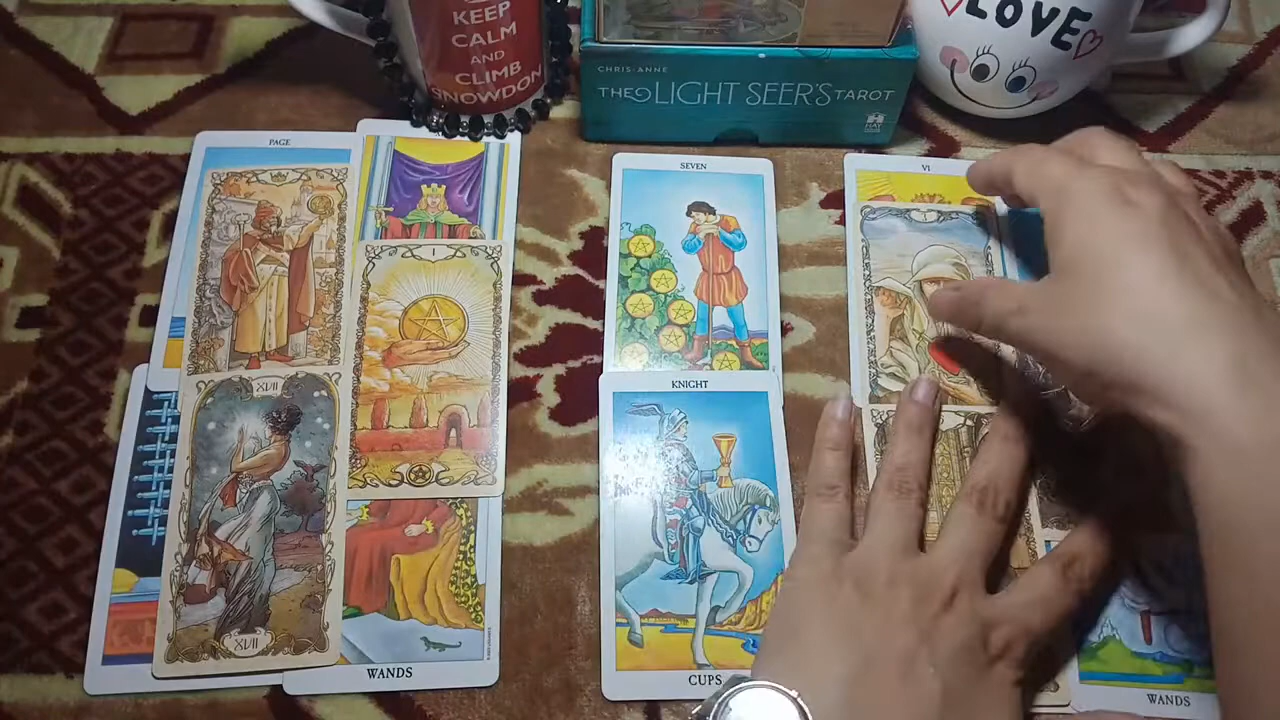 KEEP
CALM
AND
CLIMB
SNOWDON
CHRIS-ANNE
THE LIGHT SEER'S TAROT
HAY
LOVE
PAGE
SEVEN
VI
I
XVII
KNIGHT
XVII
WANDS
CUPS
WANDS